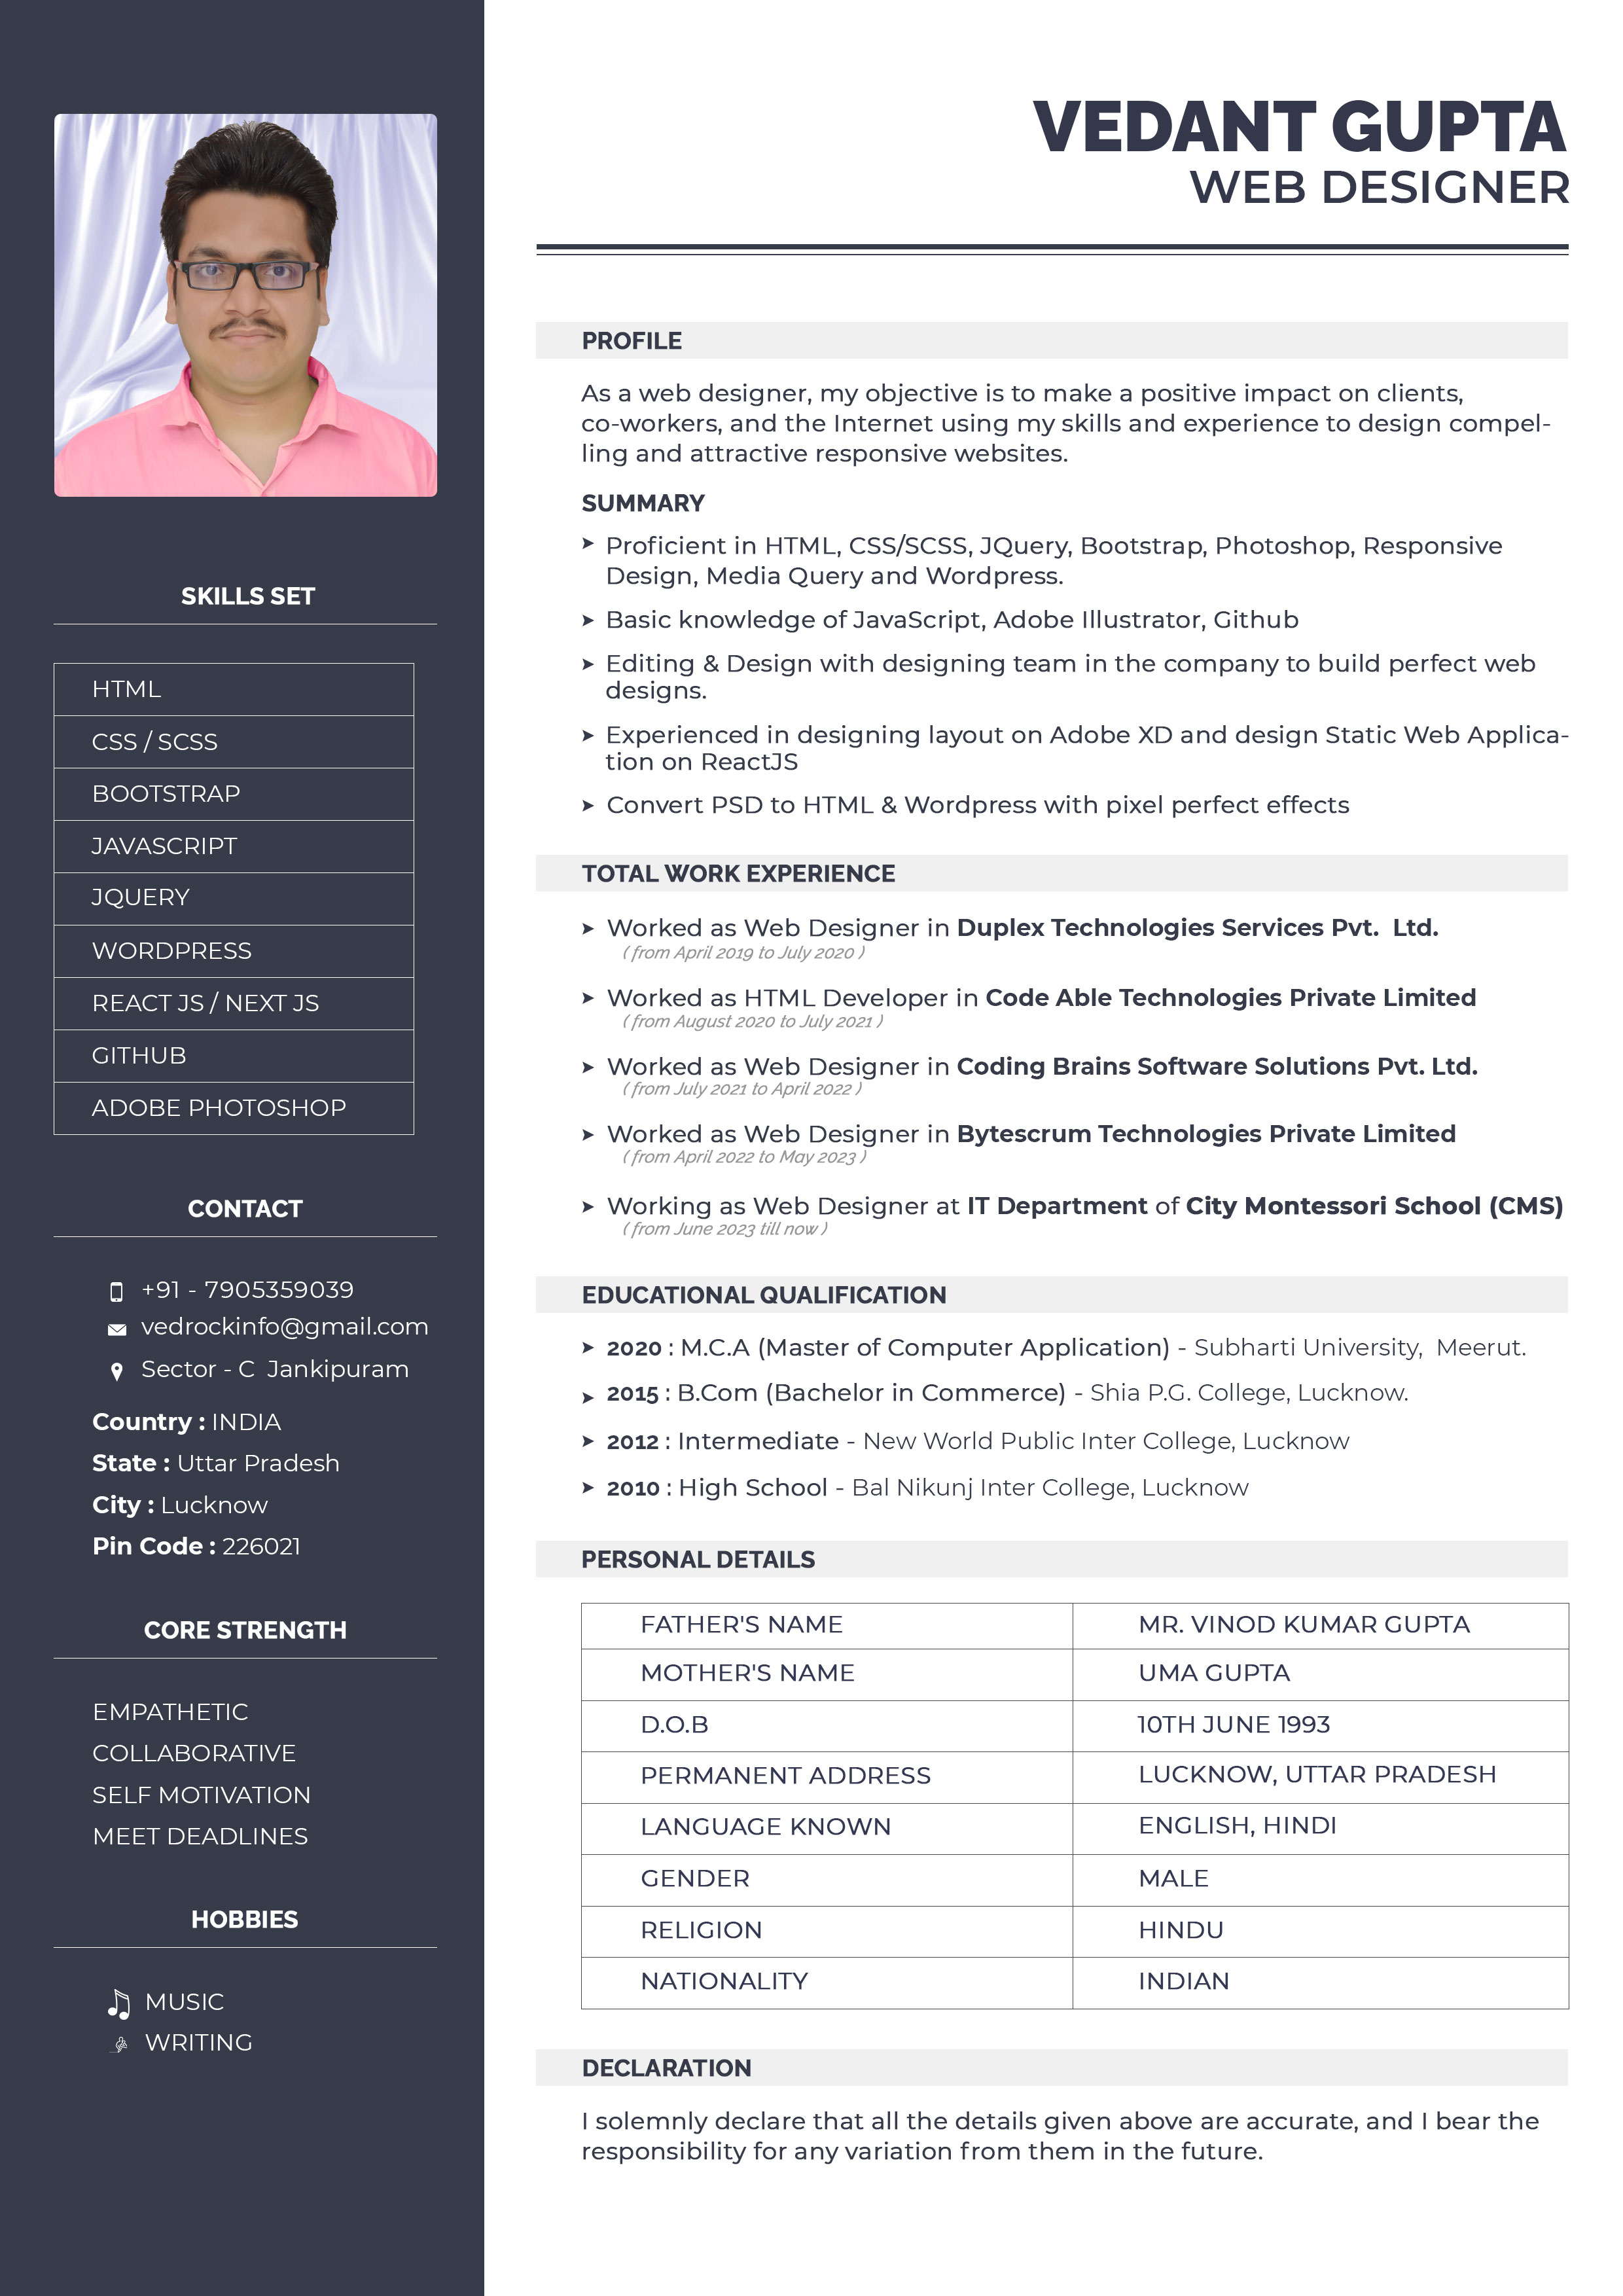 VEDANT GUPTA
WEB DESIGNER
SKILLS SET
HTML
CSS / SCSS
BOOTSTRAP
JAVASCRIPT
JQUERY
WORDPRESS
REACT JS / NEXT JS
GITHUB
ADOBE PHOTOSHOP
CONTACT
+91 - 7905359039
vedrockinfo@gmail.com
Sector - C Jankipuram
Country : INDIA
State : Uttar Pradesh
City : Lucknow
Pin Code : 226021
CORE STRENGTH
EMPATHETIC
COLLABORATIVE
SELF MOTIVATION
MEET DEADLINES
HOBBIES
MUSIC
WRITING
PROFILE
As a web designer, my objective is to make a positive impact on clients,
co-workers, and the Internet using my skills and experience to design compel-
ling and attractive responsive websites.
SUMMARY
Proficient in HTML, CSS/SCSS, JQuery, Bootstrap, Photoshop, Responsive
Design, Media Query and Wordpress.
Basic knowledge of JavaScript, Adobe Illustrator, Github
Editing & Design with designing team in the company to build perfect web
designs.
Experienced in designing layout on Adobe XD and design Static Web Applica-
tion on ReactJS
Convert PSD to HTML & Wordpress with pixel perfect effects
TOTAL WORK EXPERIENCE
Worked as Web Designer in Duplex Technologies Services Pvt. Ltd.
( from April 2019 to July 2020 )
Worked as HTML Developer in Code Able Technologies Private Limited
( from August 2020 to July 2021 )
Worked as Web Designer in Coding Brains Software Solutions Pvt. Ltd.
( from July 2021 to April 2022 )
Worked as Web Designer in Bytescrum Technologies Private Limited
( from April 2022 to May 2023 )
Working as Web Designer at IT Department of City Montessori School (CMS)
( from June 2023 till now )
EDUCATIONAL QUALIFICATION
2020 : M.C.A (Master of Computer Application) - Subharti University, Meerut.
2015 : B.Com (Bachelor in Commerce) - Shia P.G. College, Lucknow.
2012 : Intermediate - New World Public Inter College, Lucknow
2010 : High School - Bal Nikunj Inter College, Lucknow
PERSONAL DETAILS
FATHER'S NAME MR. VINOD KUMAR GUPTA
MOTHER'S NAME UMA GUPTA
D.O.B 10TH JUNE 1993
PERMANENT ADDRESS LUCKNOW, UTTAR PRADESH
LANGUAGE KNOWN ENGLISH, HINDI
GENDER MALE
RELIGION HINDU
NATIONALITY INDIAN
DECLARATION
I solemnly declare that all the details given above are accurate, and I bear the
responsibility for any variation from them in the future.